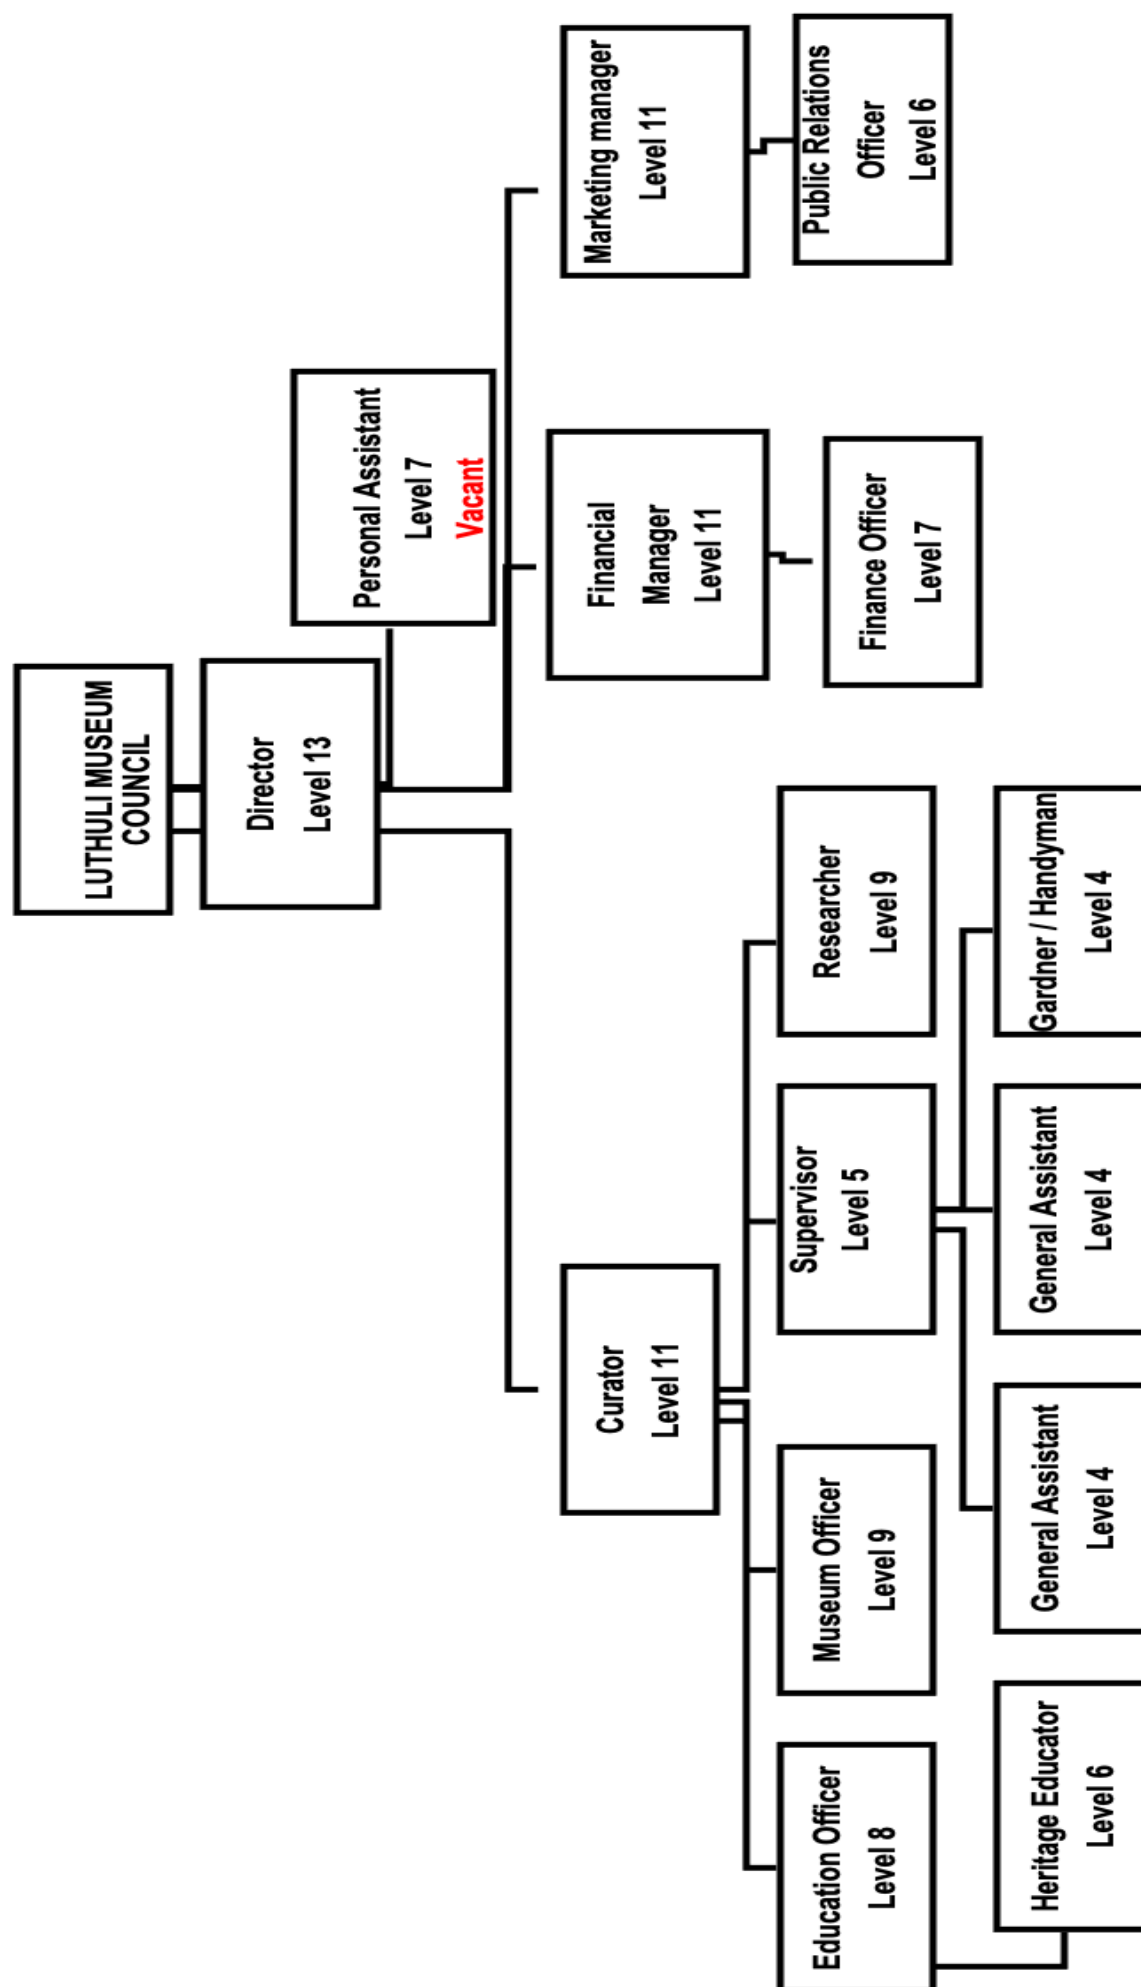 LUTHULI MUSEUM
COUNCIL
Director
Level 13
Personal Assistant
Level 7
Vacant
Curator
Level 11
Financial
Manager
Level 11
Marketing manager
Level 11
Education Officer
Level 8
Museum Officer
Level 9
Supervisor
Level 5
Researcher
Level 9
Finance Officer
Level 7
Public Relations
Officer
Level 6
Heritage Educator
Level 6
General Assistant
Level 4
General Assistant
Level 4
Gardner / Handyman
Level 4